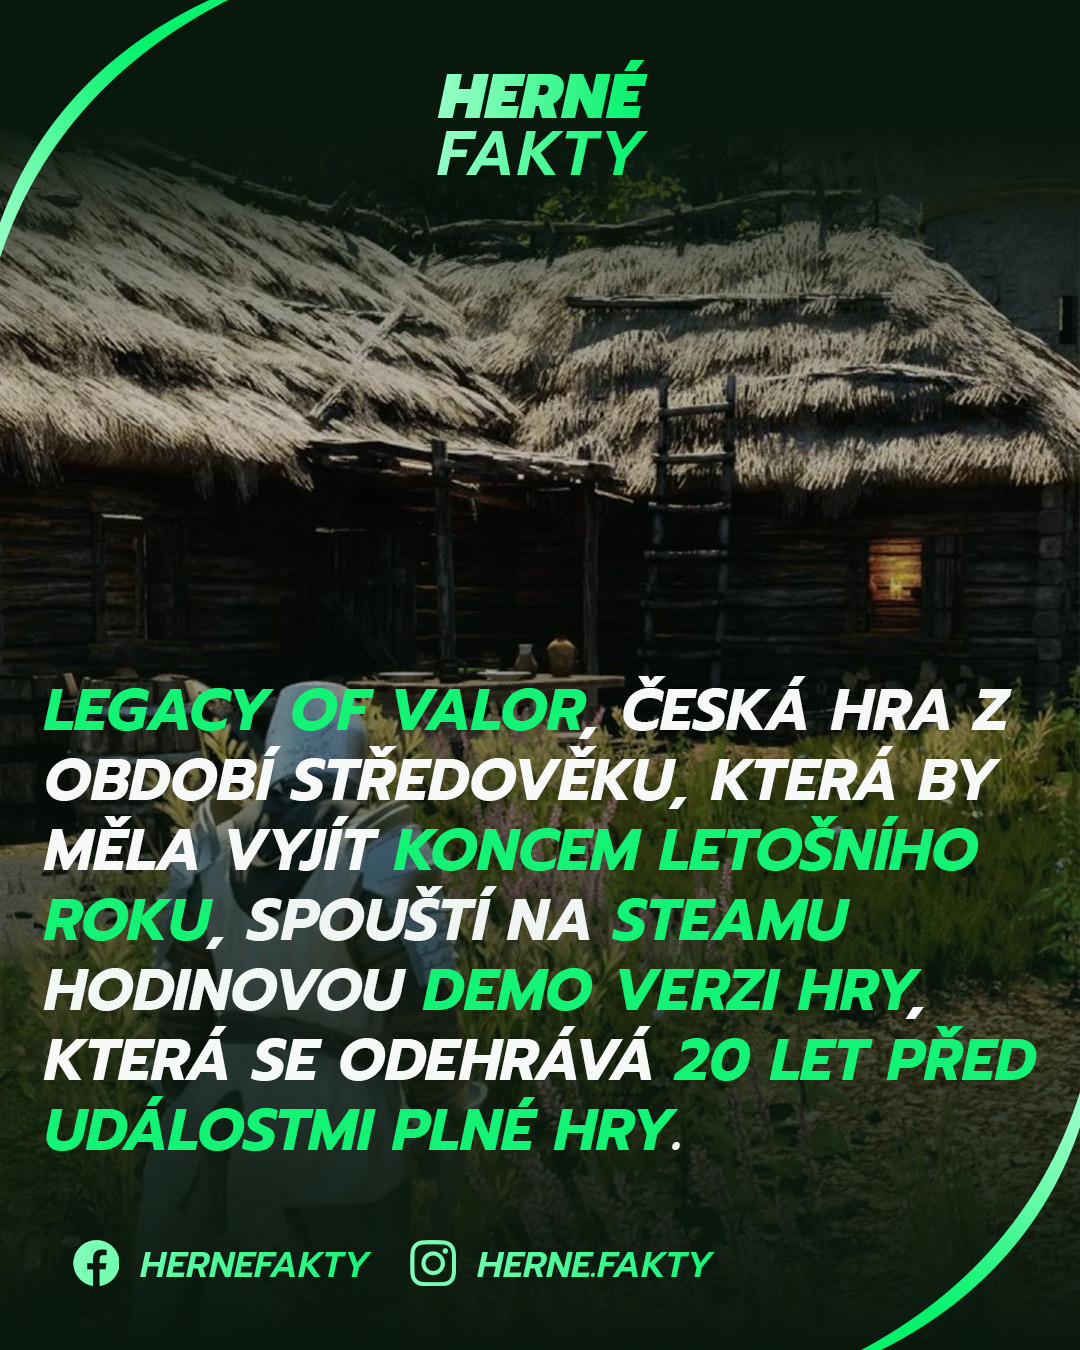 HERNÉ
FAKTY
LEGACY OF VALOR, ČESKÁ HRA Z
OBDOBÍ STŘEDOVĚKU, KTERÁ BY
MĚLA VYJÍT KONCEM LETOŠNÍHO
ROKU, SPOUŠTÍ NA STEAMU
HODINOVOU DEMO VERZI HRY,
KTERÁ SE ODEHRÁVÁ 20 LET PŘED
UDÁLOSTMI PLNÉ HRY.
HERNEFAKTY HERNE.FAKTY